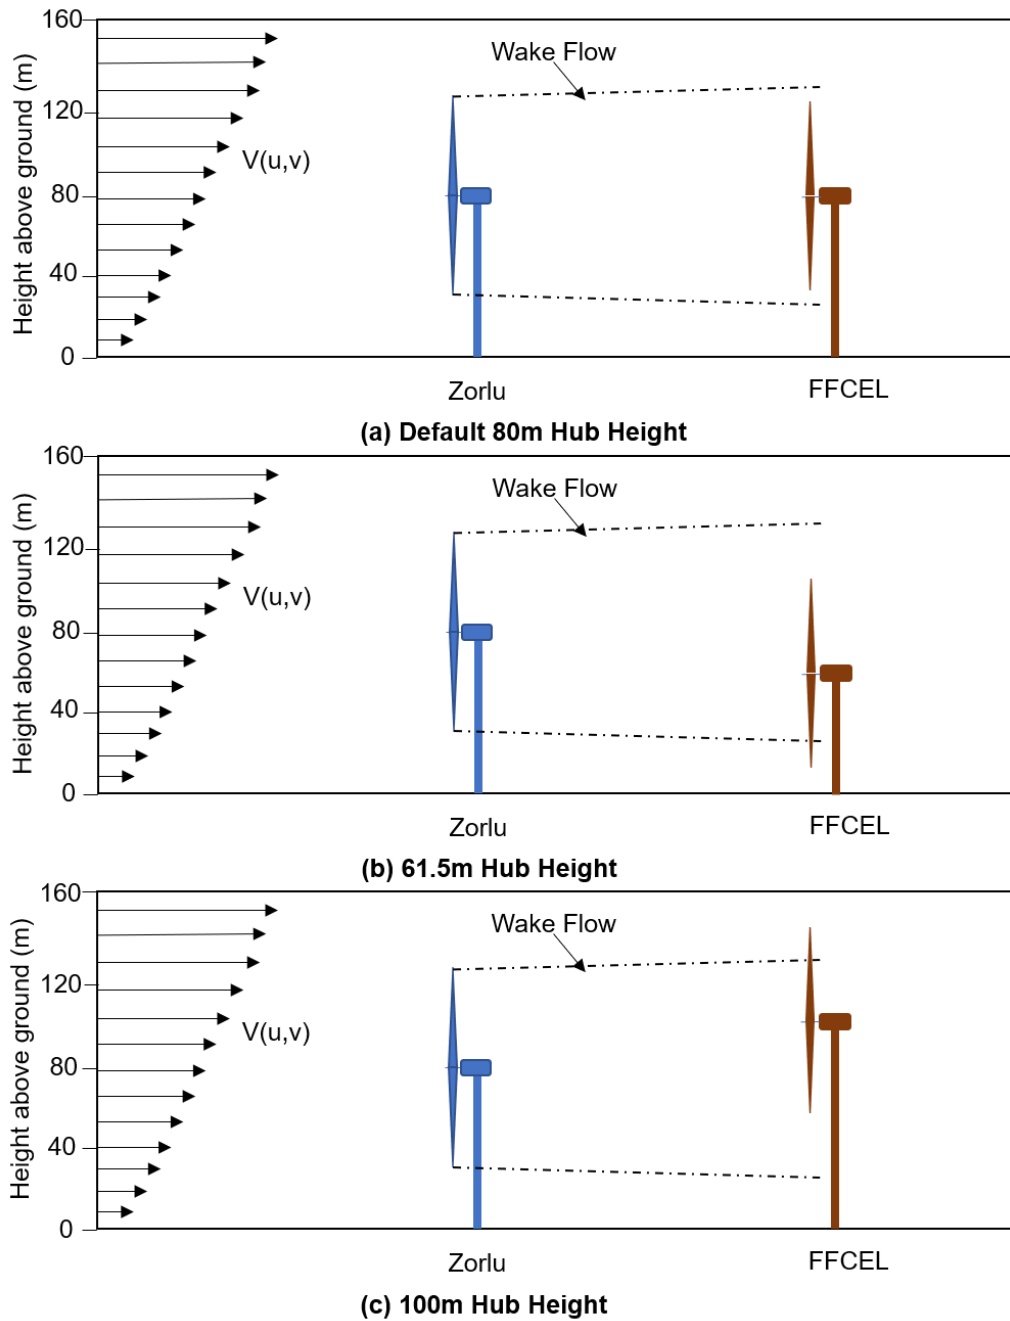 160
120
80
40
0
Height above ground (m)
V(u,v)
Wake Flow
Zorlu
FFCEL
(a) Default 80m Hub Height
160
120
80
40
0
Height above ground (m)
V(u,v)
Wake Flow
Zorlu
FFCEL
(b) 61.5m Hub Height
160
120
80
40
0
Height above ground (m)
V(u,v)
Wake Flow
Zorlu
FFCEL
(c) 100m Hub Height